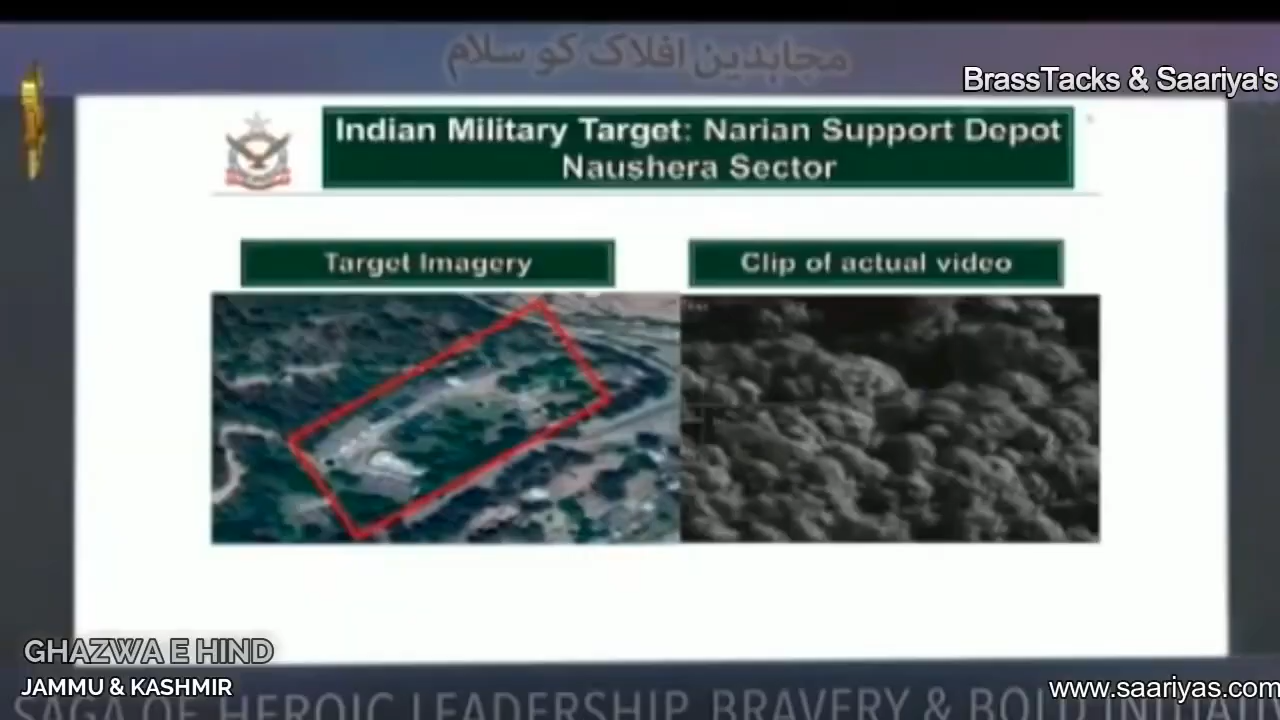 مجاہدین افلاک کو سلام
BrassTacks & Saariya's
Indian Military Target: Narian Support Depot
Naushera Sector
Target Imagery
Clip of actual video
GHAZWA E HIND
JAMMU & KASHMIR
www.saariyas.com
SAGA OF HEROIC LEADERSHIP, BRAVERY & BOLD